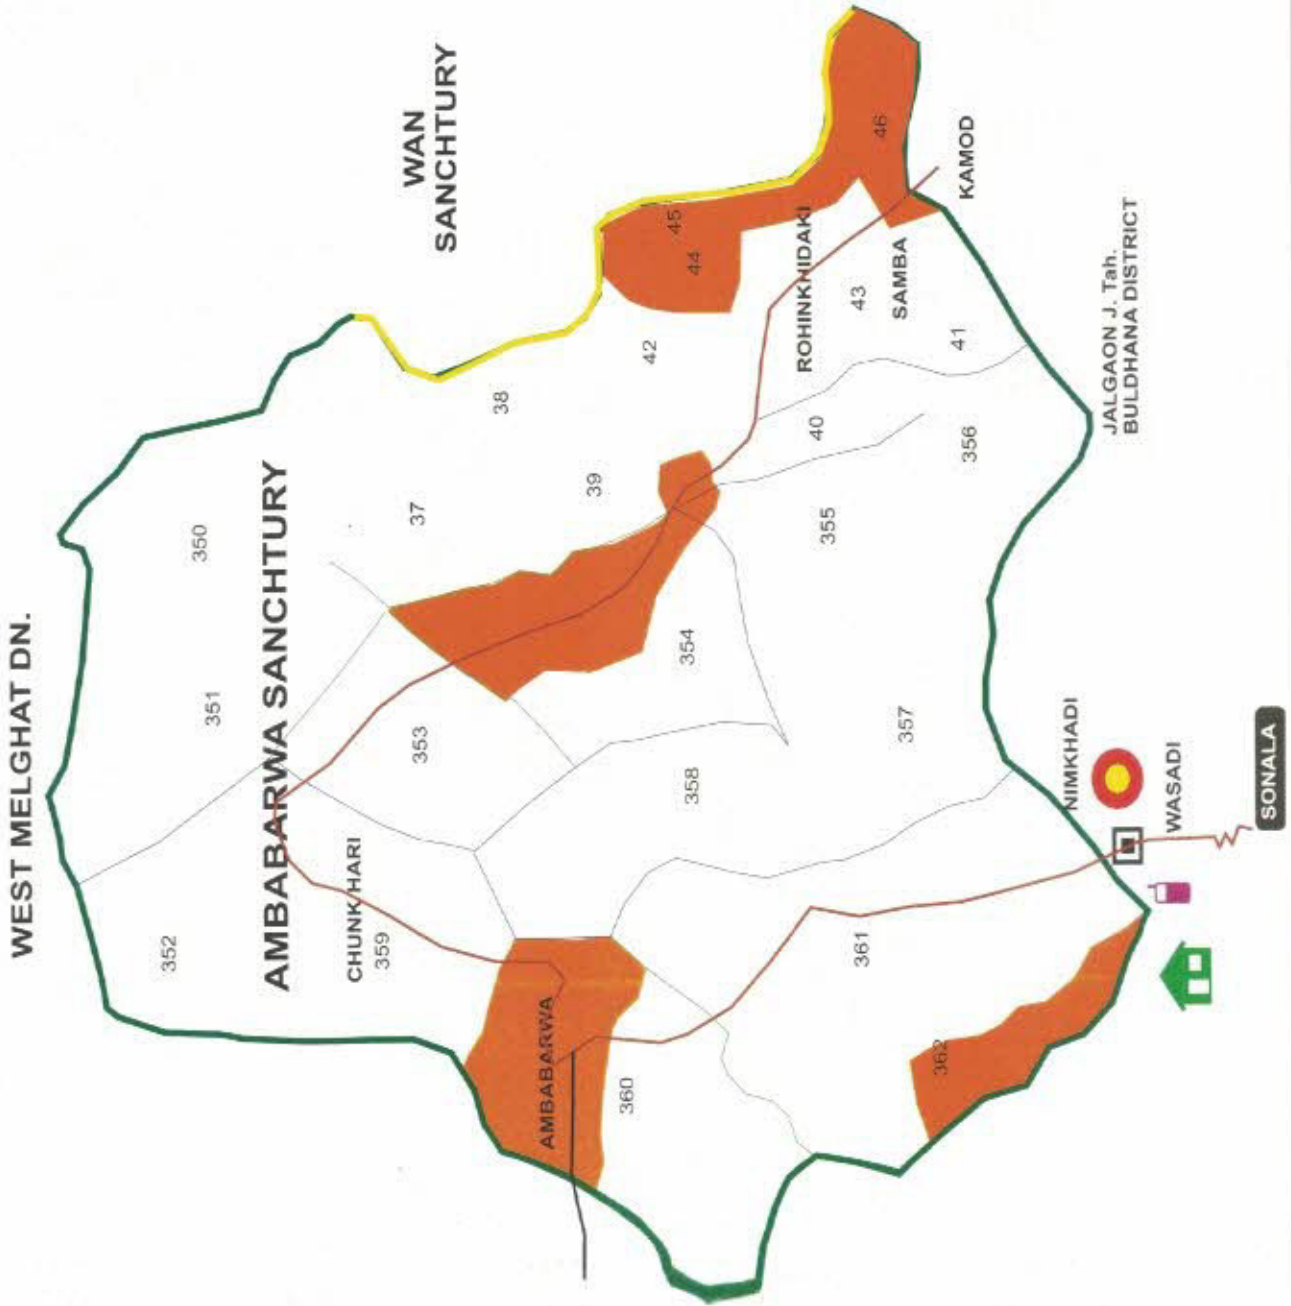 WEST MELGHAT DN.
352
351
350
AMBABARWA SANCHTURY
CHUNKHARI
359
353
37
WAN
SANCHTURY
38
AMBABARWA
39
360
358
354
42
44
45
361
357
355
40
ROHINKHIDAKI
43
46
362
356
41
SAMBA
KAMOD
NIMKHADI
JALGAON J. Tah.
BULDHANA DISTRICT
WASADI
SONALA